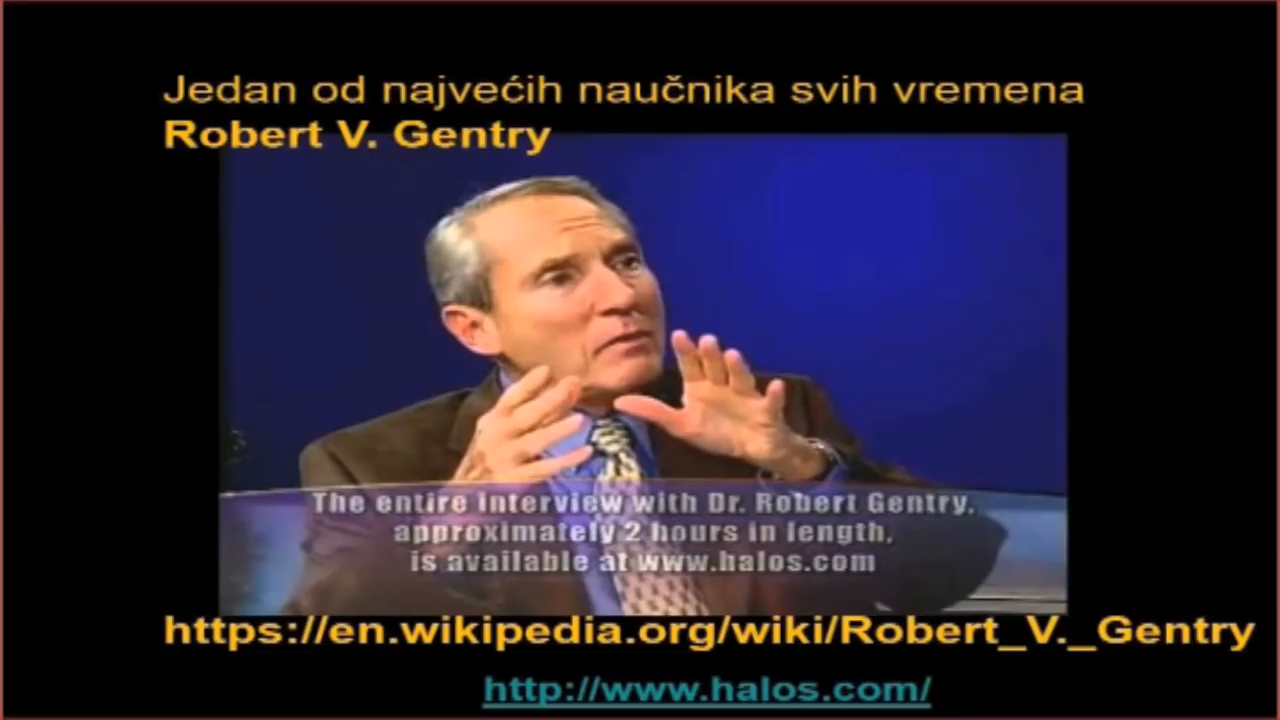 Jedan od najvećih naučnika svih vremena
Robert V. Gentry
The entire interview with Dr. Robert Gentry,
approximately 2 hours in length,
is available at www.halos.com
https://en.wikipedia.org/wiki/Robert_V._Gentry
http://www.halos.com/